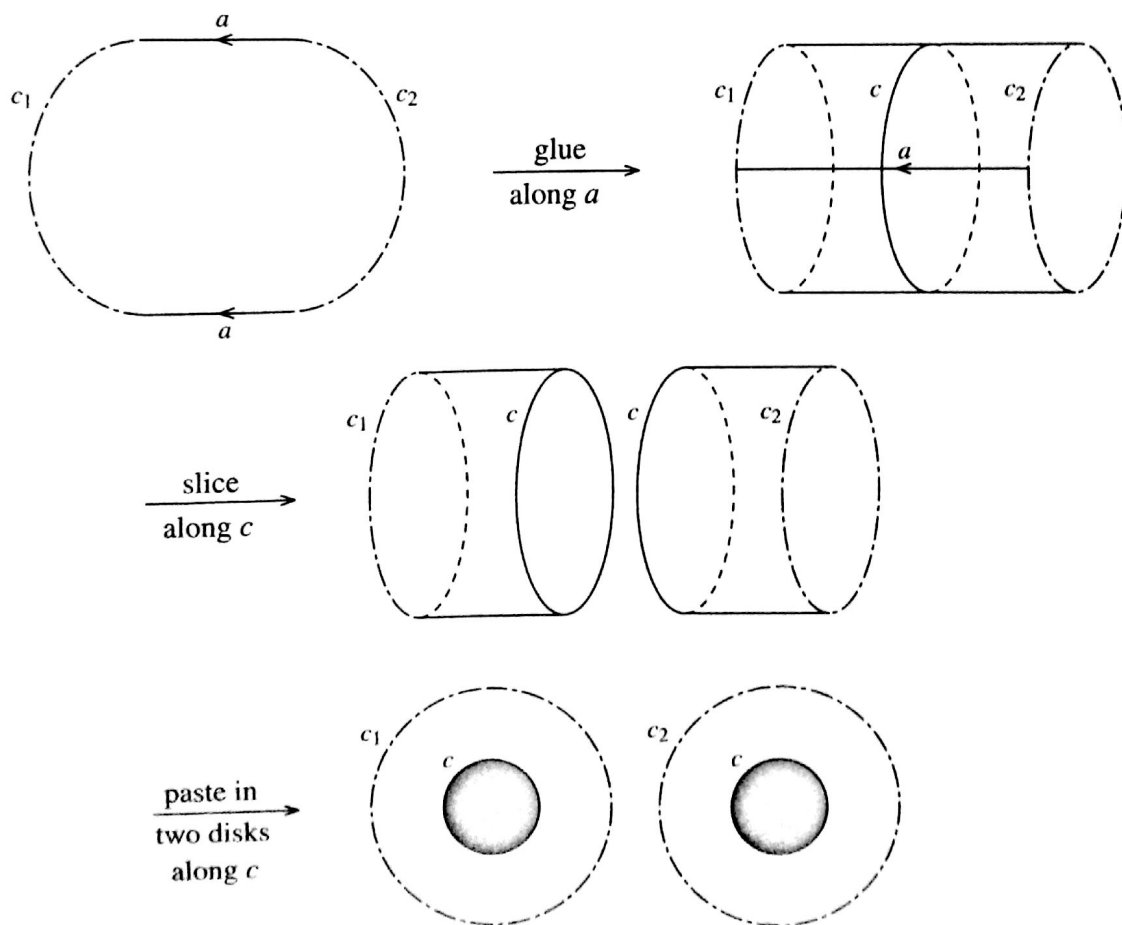 a
c₁
c₂
a
glue
along a
c₁
c
c₂
a
slice
along c
c₁
c
c
c₂
paste in
two disks
along c
c₁
c
c₂
c